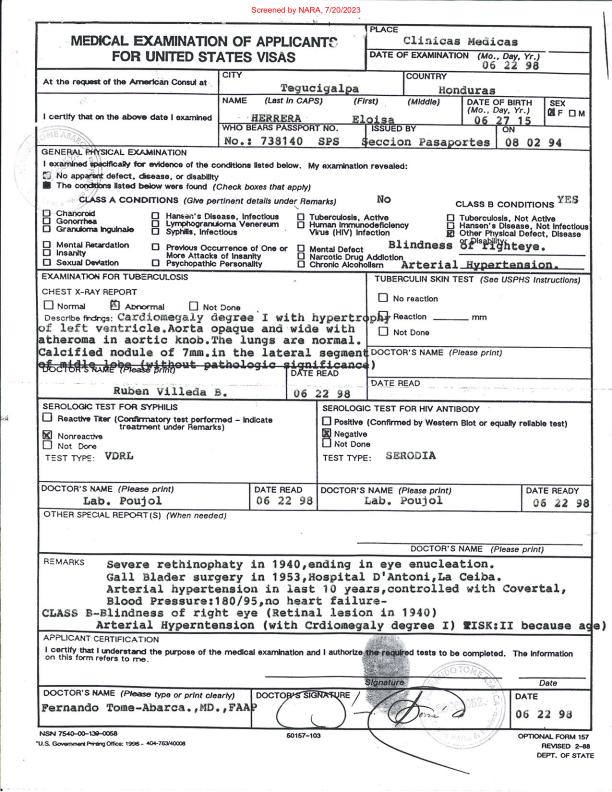 Screened by NARA, 7/20/2023
MEDICAL EXAMINATION OF APPLICANTS
FOR UNITED STATES VISAS
PLACE
Clinicas Medicas
DATE OF EXAMINATION (Mo., Day, Yr.)
06 22 98
At the request of the American Consul at
CITY
Tegucigalpa
COUNTRY
Honduras
I certify that on the above date I examined
NAME (Last in CAPS) (First) (Middle)
HERRERA Eloisa
DATE OF BIRTH
(Mo., Day, Yr.)
06 27 15
SEX
F M
WHO BEARS PASSPORT NO.
No.: 738140 SPS
ISSUED BY
Seccion Pasaportes
ON
08 02 94
GENERAL PHYSICAL EXAMINATION
I examined specifically for evidence of the conditions listed below. My examination revealed:
No apparent defect, disease, or disability
The conditions listed below were found (Check boxes that apply)
CLASS A CONDITIONS (Give pertinent details under Remarks) No
CLASS B CONDITIONS YES
Chancroid
Gonorrhea
Granuloma Inguinale
Hansen's Disease, Infectious
Lymphogranuloma Venereum
Syphilis, Infectious
Tuberculosis, Active
Human Immunodeficiency
Virus (HIV) Infection
Tuberculosis, Not Active
Hansen's Disease, Not Infectious
Other Physical Defect, Disease
or Disability
Blindness of righteye.
Mental Retardation
Insanity
Sexual Deviation
Previous Occurrence of One or
More Attacks of Insanity
Psychopathic Personality
Mental Defect
Narcotic Drug Addiction
Chronic Alcoholism
Arterial Hypertension.
EXAMINATION FOR TUBERCULOSIS
CHEST X-RAY REPORT
Normal Abnormal Not Done
Describe findings: Cardiomegaly degree I with hypertrophy
of left ventricle.Aorta opaque and wide with
atheroma in aortic knob.The lungs are normal.
Calcified nodule of 7mm.in the lateral segment
of midle lobe (without pathologic significance)
TUBERCULIN SKIN TEST (See USPHS Instructions)
No reaction
Reaction mm
Not Done
DOCTOR'S NAME (Please print)
DATE READ
DOCTOR'S NAME (Please print)
Ruben Villeda B.
DATE READ
06 22 98
SEROLOGIC TEST FOR SYPHILIS
Reactive Titer (Confirmatory test performed - Indicate
treatment under Remarks)
Nonreactive
Not Done
TEST TYPE: VDRL
SEROLOGIC TEST FOR HIV ANTIBODY
Positive (Confirmed by Western Blot or equally reliable test)
Negative
Not Done
TEST TYPE: SERODIA
DOCTOR'S NAME (Please print)
Lab. Poujol
DATE READ
06 22 98
DOCTOR'S NAME (Please print)
Lab. Poujol
DATE READY
06 22 98
OTHER SPECIAL REPORT(S) (When needed)
DOCTOR'S NAME (Please print)
REMARKS
Severe rethinophaty in 1940,ending in eye enucleation.
Gall Blader surgery in 1953,Hospital D'Antoni,La Ceiba.
Arterial hypertension in last 10 years,controlled with Covertal,
Blood Pressure:180/95,no heart failure-
CLASS B-Blindness of right eye (Retinal lesion in 1940)
Arterial Hyperntension (with Crdiomegaly degree I) RISK:II because age)
APPLICANT CERTIFICATION
I certify that I understand the purpose of the medical examination and I authorize the required tests to be completed. The information
on this form refers to me.
Signature
Date
DOCTOR'S NAME (Please type or print clearly)
Fernando Tome-Abarca.,MD.,FAAP
DOCTOR'S SIGNATURE
DATE
06 22 98
NSN 7540-00-139-0058
50157-103
OPTIONAL FORM 157
REVISED 2-88
DEPT. OF STATE
*U.S. Government Printing Office: 1996 - 404-763/40008